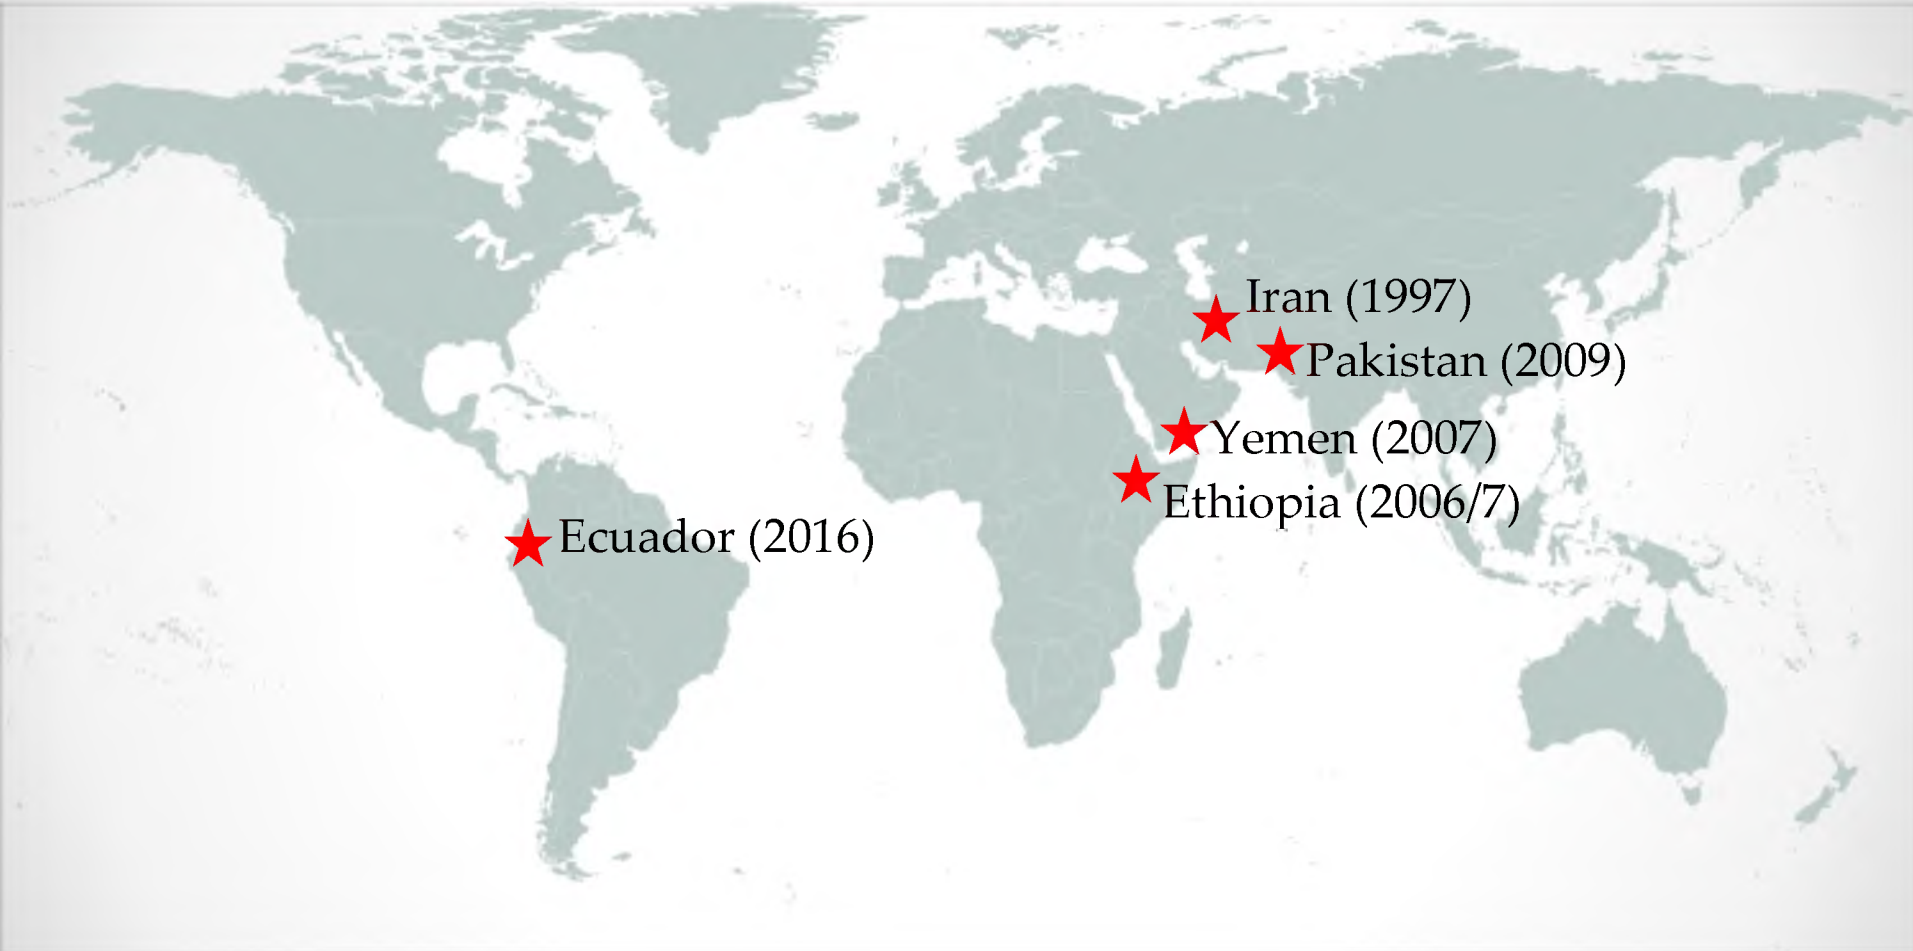 Iran (1997)
Pakistan (2009)
Yemen (2007)
Ethiopia (2006/7)
Ecuador (2016)